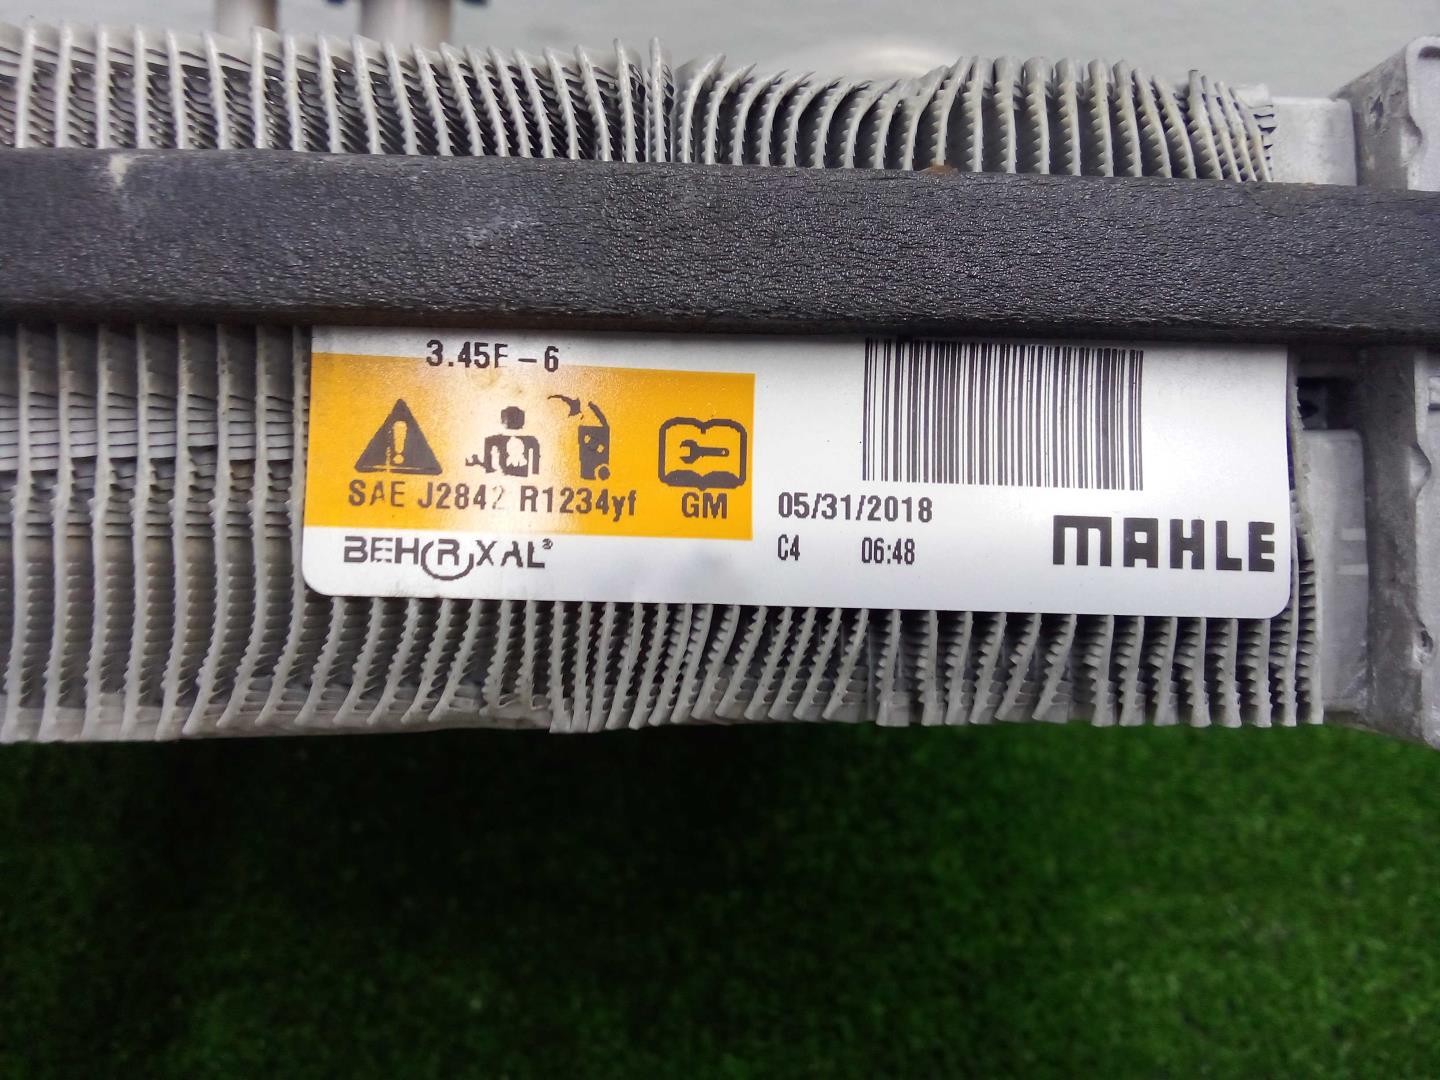 3.45E-6
SAE J2842 R1234yf
GM
BEHRXAL®
05/31/2018
C4 06:48
MAHLE